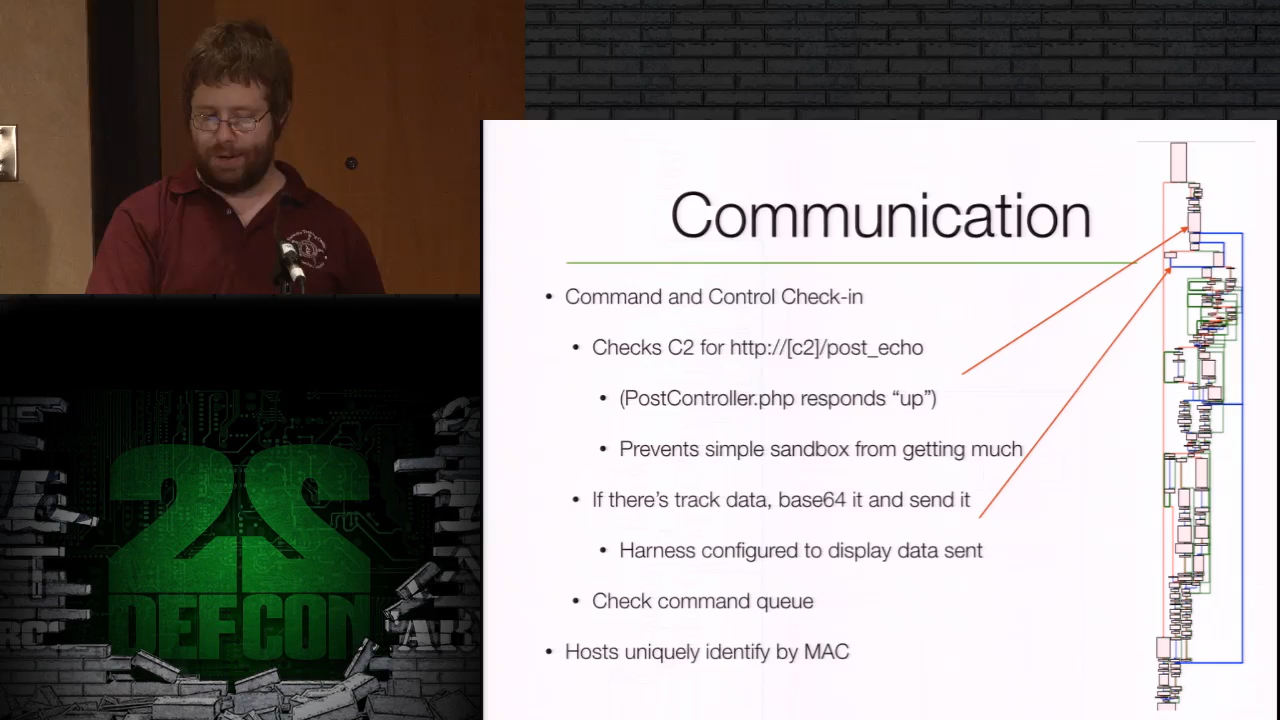 Communication
• Command and Control Check-in
• Checks C2 for http://[c2]/post_echo
• (PostController.php responds “up”)
• Prevents simple sandbox from getting much
• If there’s track data, base64 it and send it
• Harness configured to display data sent
• Check command queue
• Hosts uniquely identify by MAC
22
DEFCON